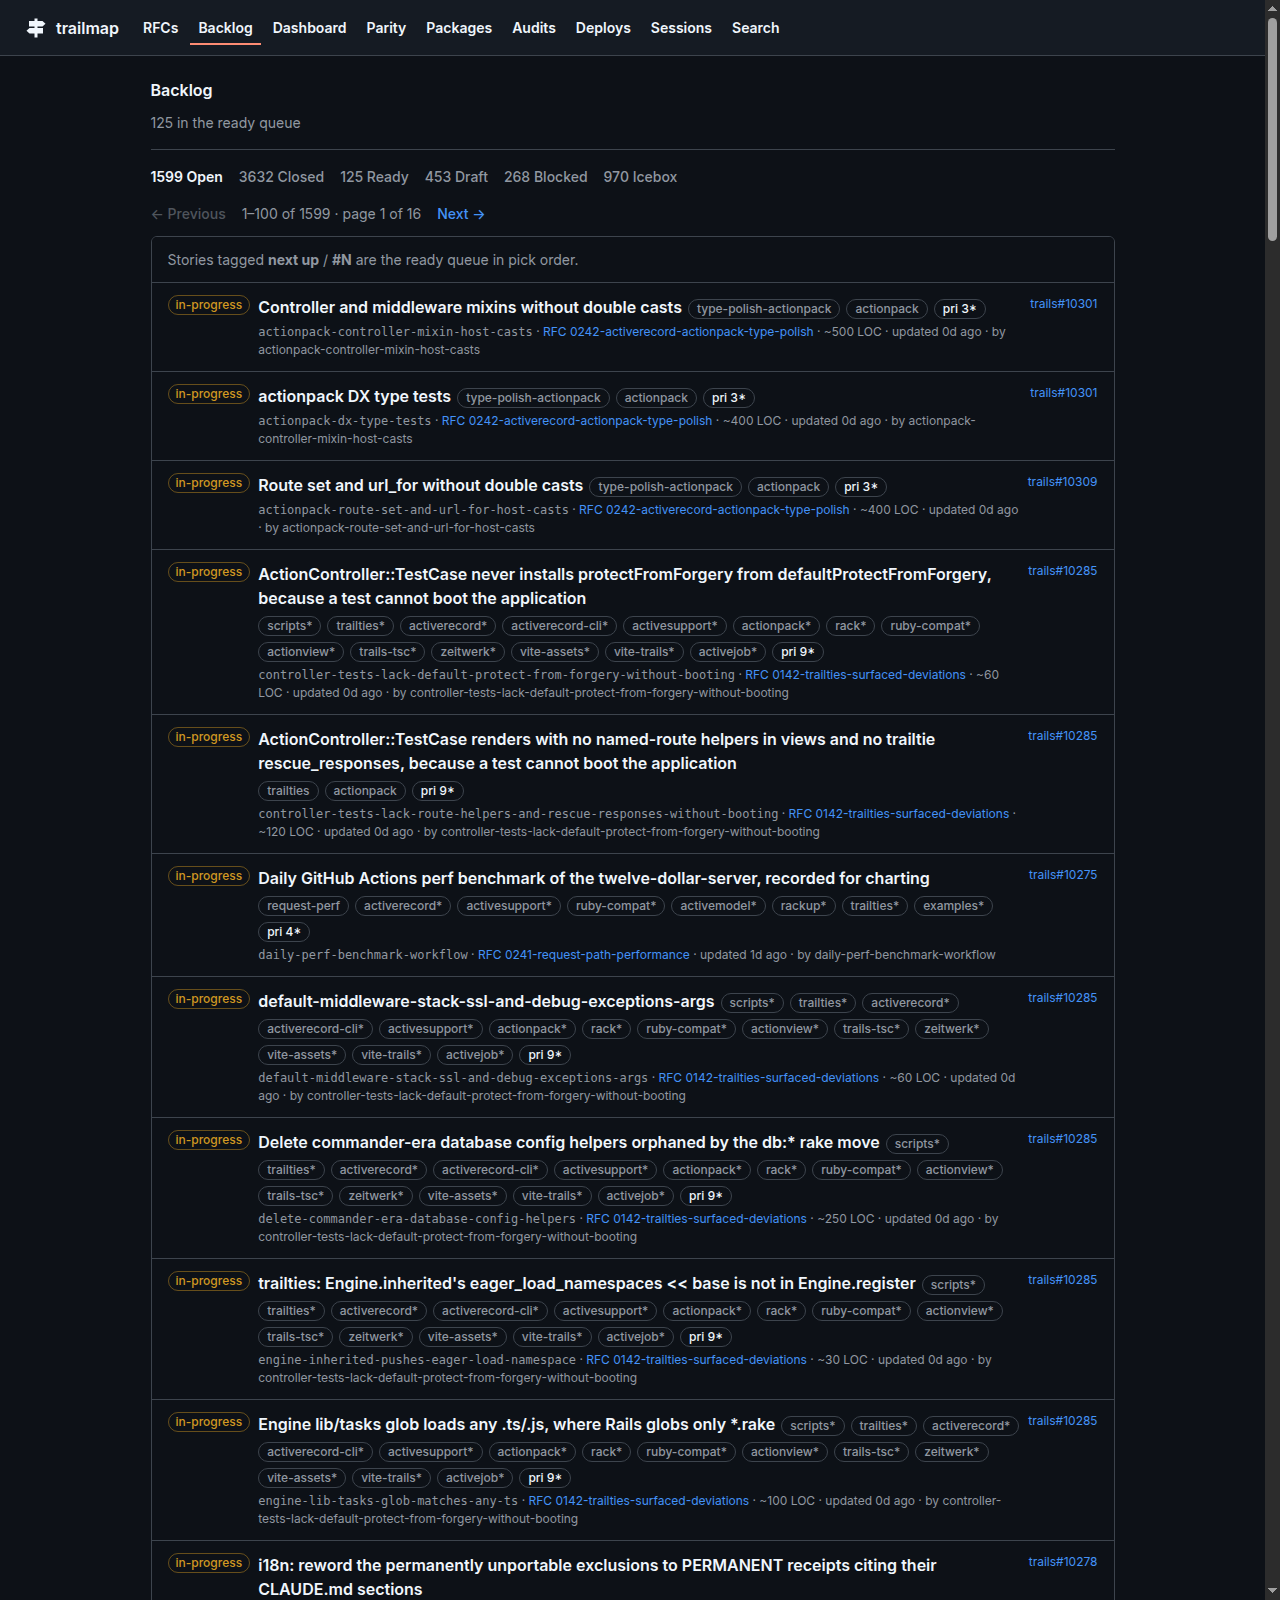 trailmap RFCs Backlog Dashboard Parity Packages Audits Deploys Sessions Search
Backlog
125 in the ready queue
1599 Open 3632 Closed 125 Ready 453 Draft 268 Blocked 970 Icebox
← Previous 1–100 of 1599 · page 1 of 16 Next →
Stories tagged next up / #N are the ready queue in pick order.
in-progress Controller and middleware mixins without double casts type-polish-actionpack actionpack pri 3* trails#10301
actionpack-controller-mixin-host-casts · RFC 0242-activerecord-actionpack-type-polish · ~500 LOC · updated 0d ago · by
actionpack-controller-mixin-host-casts
in-progress actionpack DX type tests type-polish-actionpack actionpack pri 3* trails#10301
actionpack-dx-type-tests · RFC 0242-activerecord-actionpack-type-polish · ~400 LOC · updated 0d ago · by actionpack-
controller-mixin-host-casts
in-progress Route set and url_for without double casts type-polish-actionpack actionpack pri 3* trails#10309
actionpack-route-set-and-url-for-host-casts · RFC 0242-activerecord-actionpack-type-polish · ~400 LOC · updated 0d ago
· by actionpack-route-set-and-url-for-host-casts
in-progress ActionController::TestCase never installs protectFromForgery from defaultProtectFromForgery, trails#10285
because a test cannot boot the application
scripts* trailties* activerecord* activerecord-cli* activesupport* actionpack* rack* ruby-compat*
actionview* trails-tsc* zeitwerk* vite-assets* vite-trails* activejob* pri 9*
controller-tests-lack-default-protect-from-forgery-without-booting · RFC 0142-trailties-surfaced-deviations · ~60
LOC · updated 0d ago · by controller-tests-lack-default-protect-from-forgery-without-booting
in-progress ActionController::TestCase renders with no named-route helpers in views and no trailtie trails#10285
rescue_responses, because a test cannot boot the application
trailties actionpack pri 9*
controller-tests-lack-route-helpers-and-rescue-responses-without-booting · RFC 0142-trailties-surfaced-deviations ·
~120 LOC · updated 0d ago · by controller-tests-lack-default-protect-from-forgery-without-booting
in-progress Daily GitHub Actions perf benchmark of the twelve-dollar-server, recorded for charting trails#10275
request-perf activerecord* activesupport* ruby-compat* activemodel* rackup* trailties* examples*
pri 4*
daily-perf-benchmark-workflow · RFC 0241-request-path-performance · updated 1d ago · by daily-perf-benchmark-workflow
in-progress default-middleware-stack-ssl-and-debug-exceptions-args scripts* trailties* activerecord* trails#10285
activerecord-cli* activesupport* actionpack* rack* ruby-compat* actionview* trails-tsc* zeitwerk*
vite-assets* vite-trails* activejob* pri 9*
default-middleware-stack-ssl-and-debug-exceptions-args · RFC 0142-trailties-surfaced-deviations · ~60 LOC · updated 0d
ago · by controller-tests-lack-default-protect-from-forgery-without-booting
in-progress Delete commander-era database config helpers orphaned by the db:* rake move scripts* trails#10285
trailties* activerecord* activerecord-cli* activesupport* actionpack* rack* ruby-compat* actionview*
trails-tsc* zeitwerk* vite-assets* vite-trails* activejob* pri 9*
delete-commander-era-database-config-helpers · RFC 0142-trailties-surfaced-deviations · ~250 LOC · updated 0d ago · by
controller-tests-lack-default-protect-from-forgery-without-booting
in-progress trailties: Engine.inherited's eager_load_namespaces << base is not in Engine.register scripts* trails#10285
trailties* activerecord* activerecord-cli* activesupport* actionpack* rack* ruby-compat* actionview*
trails-tsc* zeitwerk* vite-assets* vite-trails* activejob* pri 9*
engine-inherited-pushes-eager-load-namespace · RFC 0142-trailties-surfaced-deviations · ~30 LOC · updated 0d ago · by
controller-tests-lack-default-protect-from-forgery-without-booting
in-progress Engine lib/tasks glob loads any .ts/.js, where Rails globs only *.rake scripts* trailties* activerecord* trails#10285
activerecord-cli* activesupport* actionpack* rack* ruby-compat* actionview* trails-tsc* zeitwerk*
vite-assets* vite-trails* activejob* pri 9*
engine-lib-tasks-glob-matches-any-ts · RFC 0142-trailties-surfaced-deviations · ~100 LOC · updated 0d ago · by controller-
tests-lack-default-protect-from-forgery-without-booting
in-progress i18n: reword the permanently unportable exclusions to PERMANENT receipts citing their trails#10278
CLAUDE.md sections